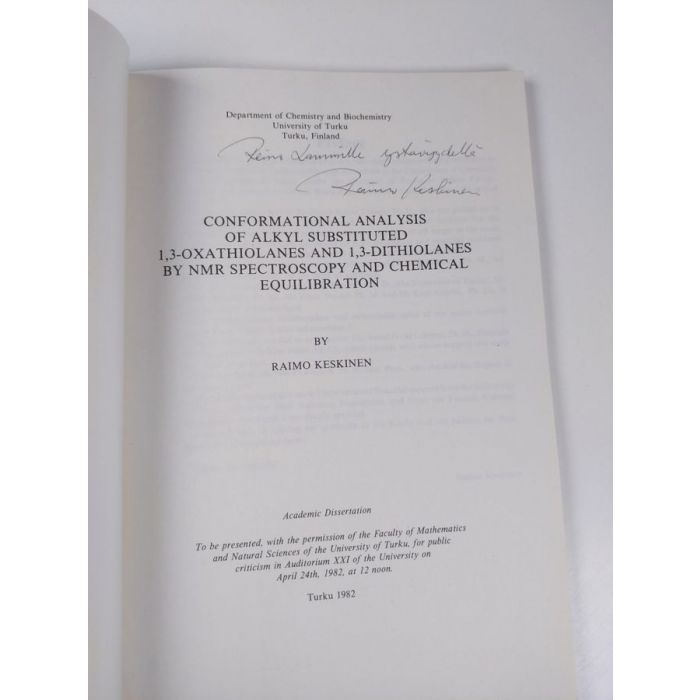 Department of Chemistry and Biochemistry
University of Turku
Turku, Finland
ystävyydellä
Raimo Keskinen
CONFORMATIONAL ANALYSIS
OF ALKYL SUBSTITUTED
1,3-OXATHIOLANES AND 1,3-DITHIOLANES
BY NMR SPECTROSCOPY AND CHEMICAL
EQUILIBRATION
BY
RAIMO KESKINEN
Academic Dissertation
To be presented, with the permission of the Faculty of Mathematics
and Natural Sciences of the University of Turku, for public
criticism in Auditorium XXI of the University on
April 24th, 1982, at 12 noon.
Turku 1982